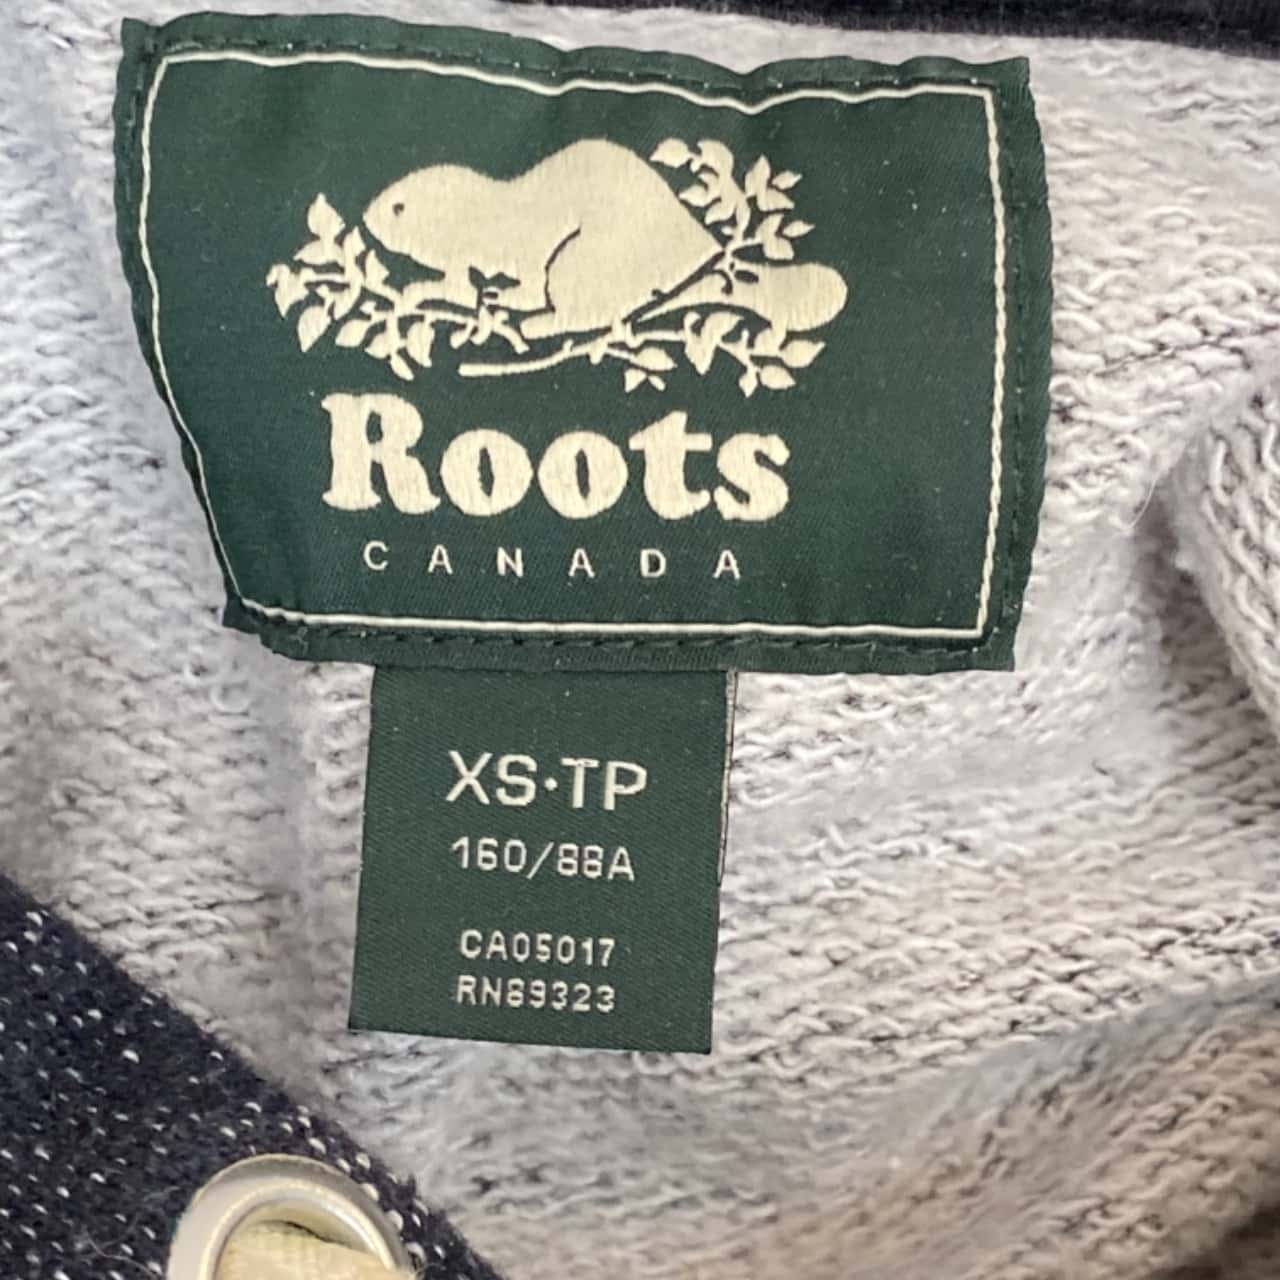 Roots
CANADA
XS·TP
160/88A
CA05017
RN89323